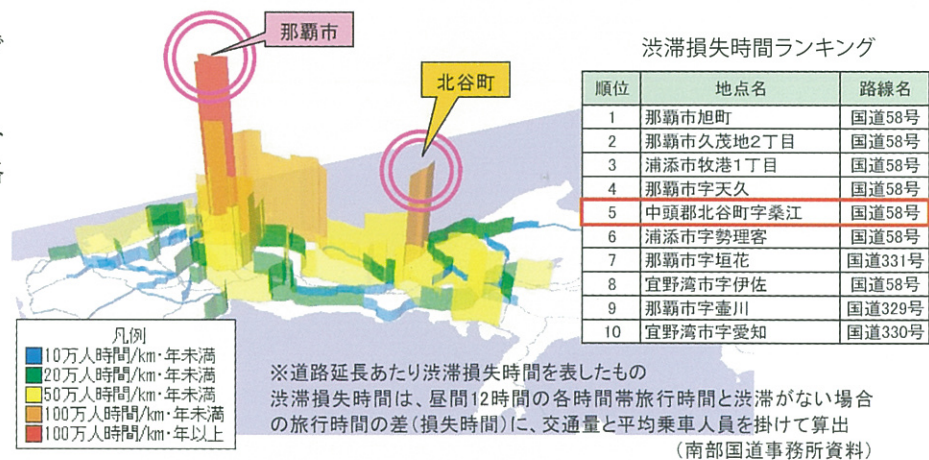 那覇市
北谷町
渋滞損失時間ランキング
順位 地点名 路線名
1 那覇市旭町 国道58号
2 那覇市久茂地2丁目 国道58号
3 浦添市牧港1丁目 国道58号
4 那覇市字天久 国道58号
5 中頭郡北谷町字桑江 国道58号
6 浦添市字勢理客 国道58号
7 那覇市字垣花 国道331号
8 宜野湾市字伊佐 国道58号
9 那覇市字壷川 国道329号
10 宜野湾市字愛知 国道330号
凡例
10万人時間/km・年未満
20万人時間/km・年未満
50万人時間/km・年未満
100万人時間/km・年未満
100万人時間/km・年以上
※道路延長あたり渋滞損失時間を表したもの
渋滞損失時間は、昼間12時間の各時間帯旅行時間と渋滞がない場合
の旅行時間の差(損失時間)に、交通量と平均乗車人員を掛けて算出
(南部国道事務所資料)